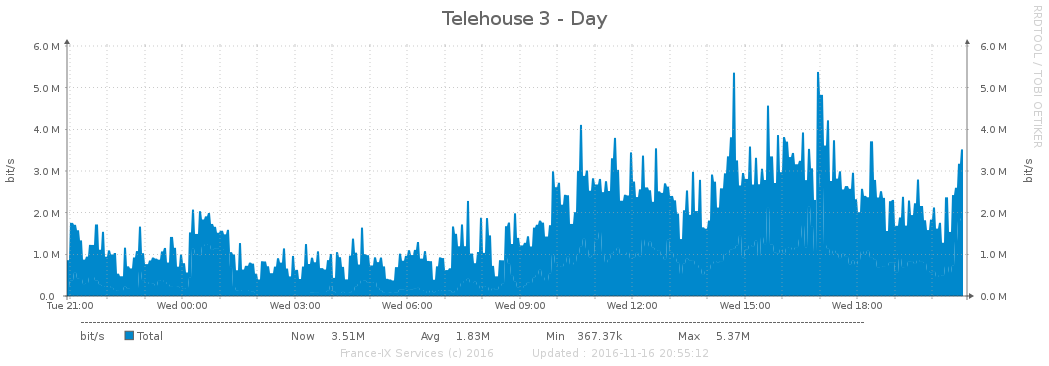 Telehouse 3 - Day
RRDTOOL / TOBI OETIKER
bit/s
6.0 M 6.0 M
5.0 M 5.0 M
4.0 M 4.0 M
3.0 M 3.0 M
2.0 M 2.0 M
1.0 M 1.0 M
0.0 0.0 M
bit/s
Tue 21:00 Wed 00:00 Wed 03:00 Wed 06:00 Wed 09:00 Wed 12:00 Wed 15:00 Wed 18:00
bit/s Total Now 3.51M Avg 1.83M Min 367.37k Max 5.37M
France-IX Services (c) 2016 Updated : 2016-11-16 20:55:12